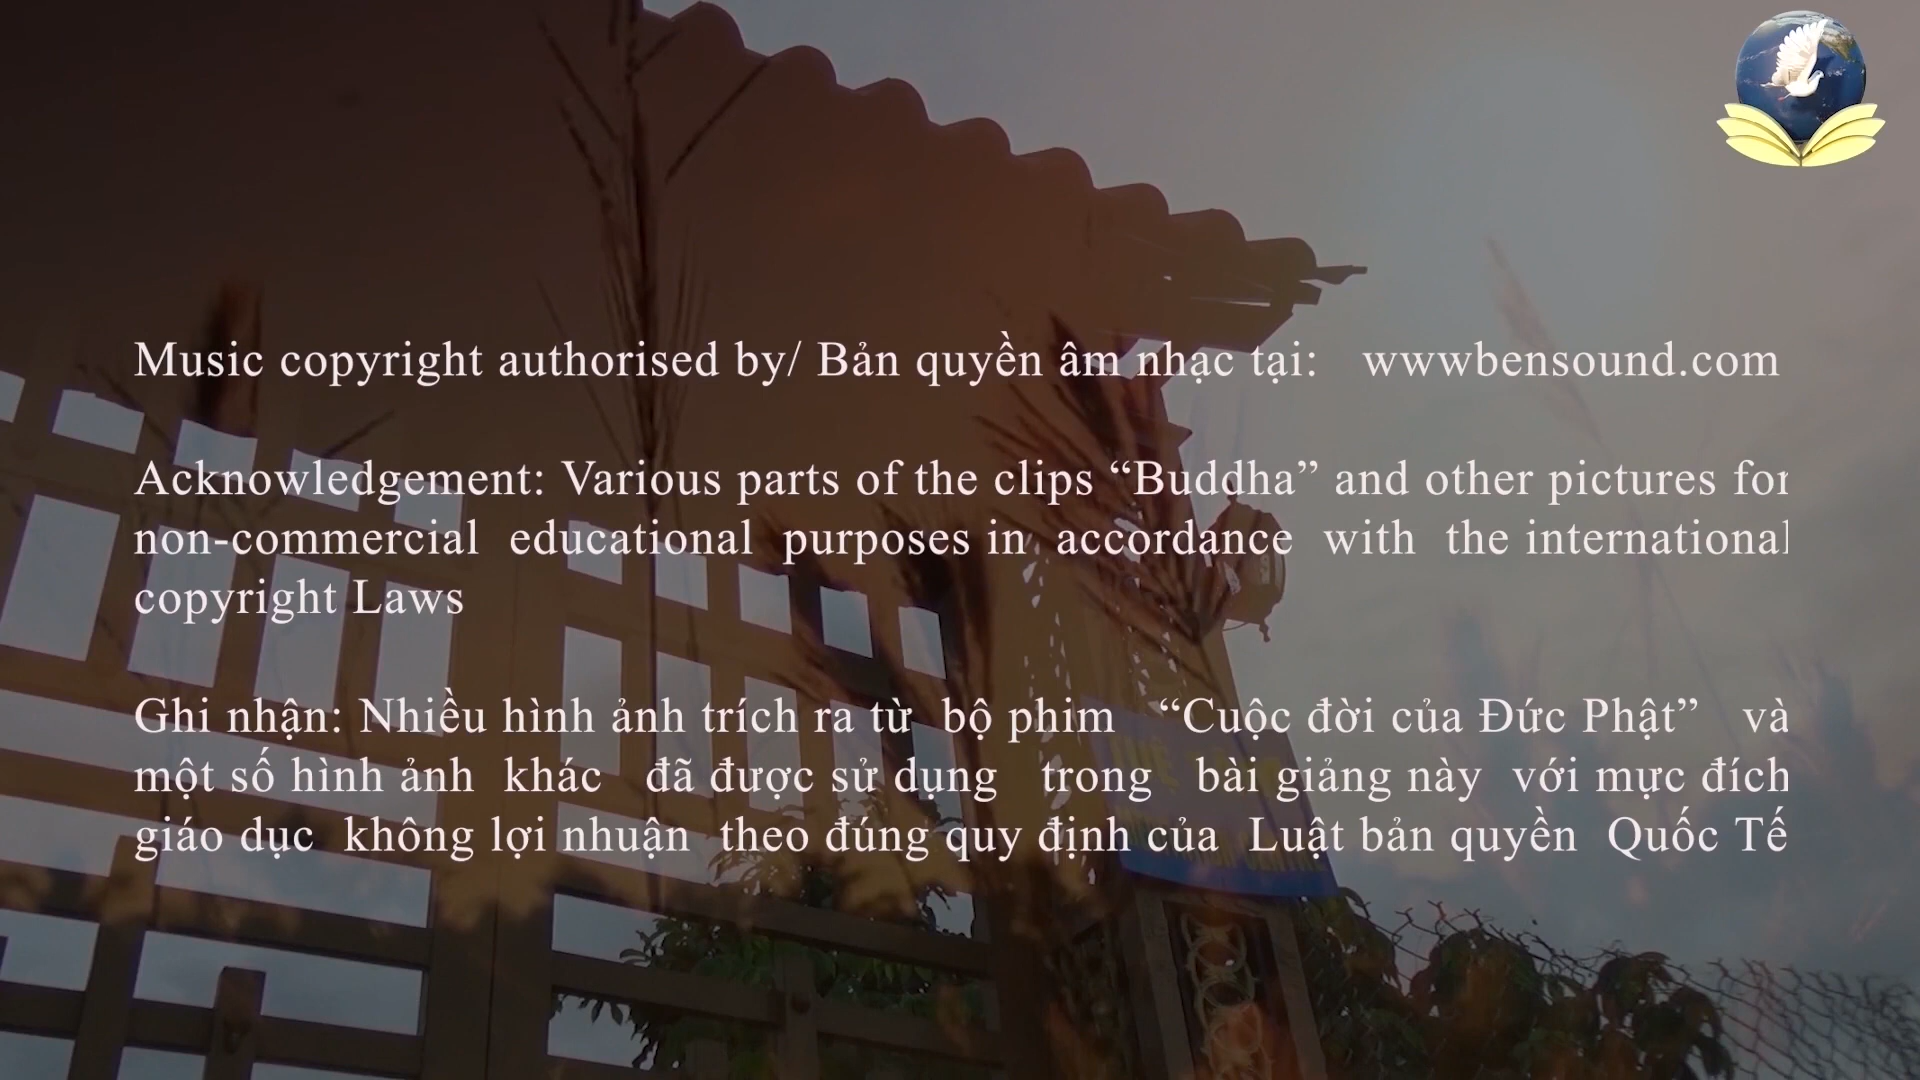 Music copyright authorised by/ Bản quyền âm nhạc tại: wwwbensound.com
Acknowledgement: Various parts of the clips “Buddha” and other pictures for
non-commercial educational purposes in accordance with the international
copyright Laws
Ghi nhận: Nhiều hình ảnh trích ra từ bộ phim “Cuộc đời của Đức Phật” và
một số hình ảnh khác đã được sử dụng trong bài giảng này với mực đích
giáo dục không lợi nhuận theo đúng quy định của Luật bản quyền Quốc Tế